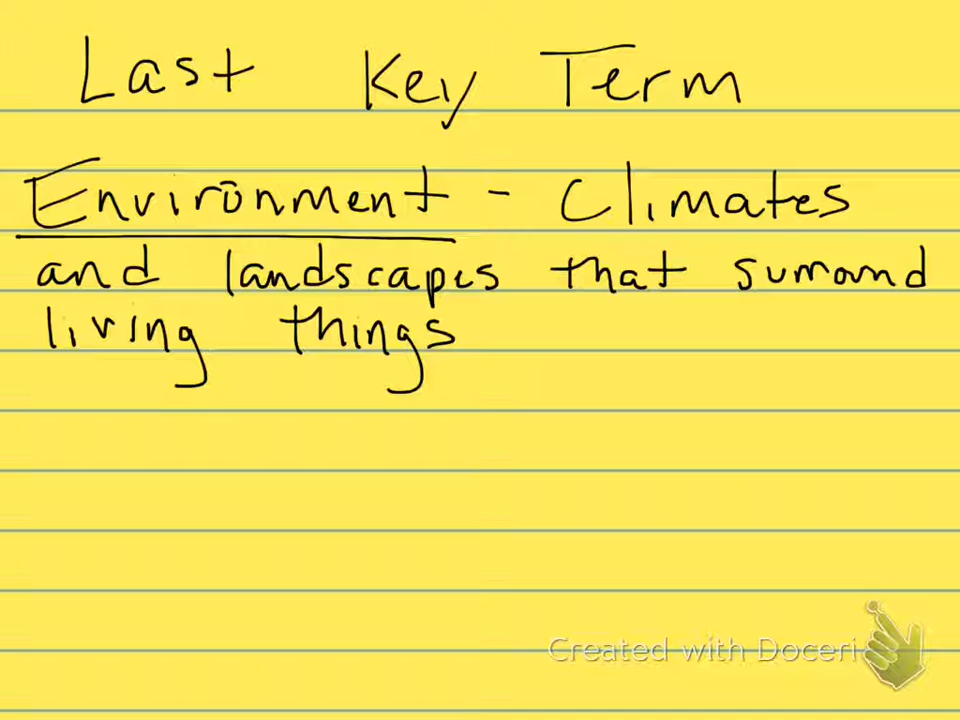 Last Key Term
Environment - Climates
and landscapes that surround
living things
Created with Doceri